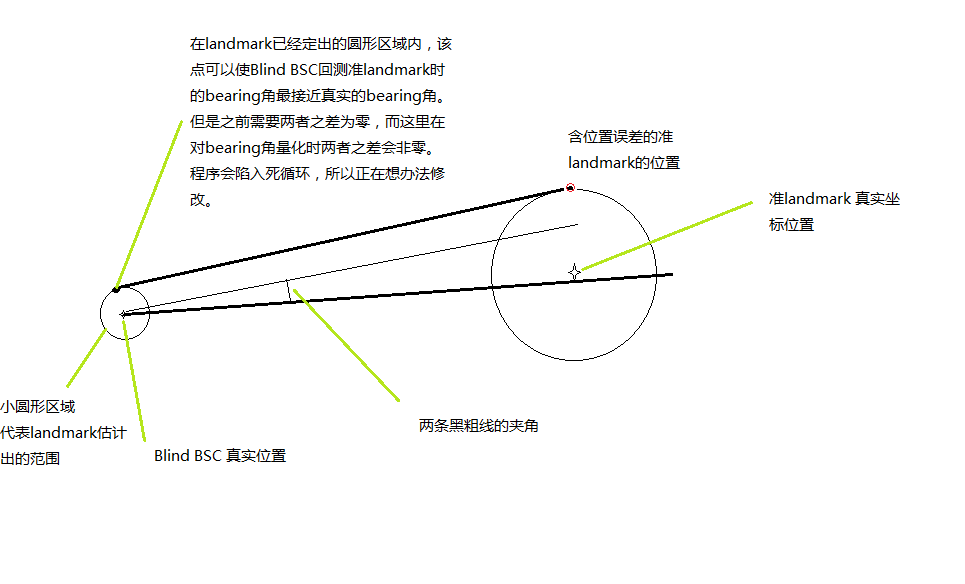 在landmark已经定出的圆形区域内，该
点可以使Blind BSC回测准landmark时
的bearing角最接近真实的bearing角。
但是之前需要两者之差为零，而这里在
对bearing角量化时两者之差会非零。
程序会陷入死循环，所以正在想办法修
改。
含位置误差的准
landmark的位置
准landmark 真实坐
标位置
小圆形区域
代表landmark估计
出的范围
Blind BSC 真实位置
两条黑粗线的夹角